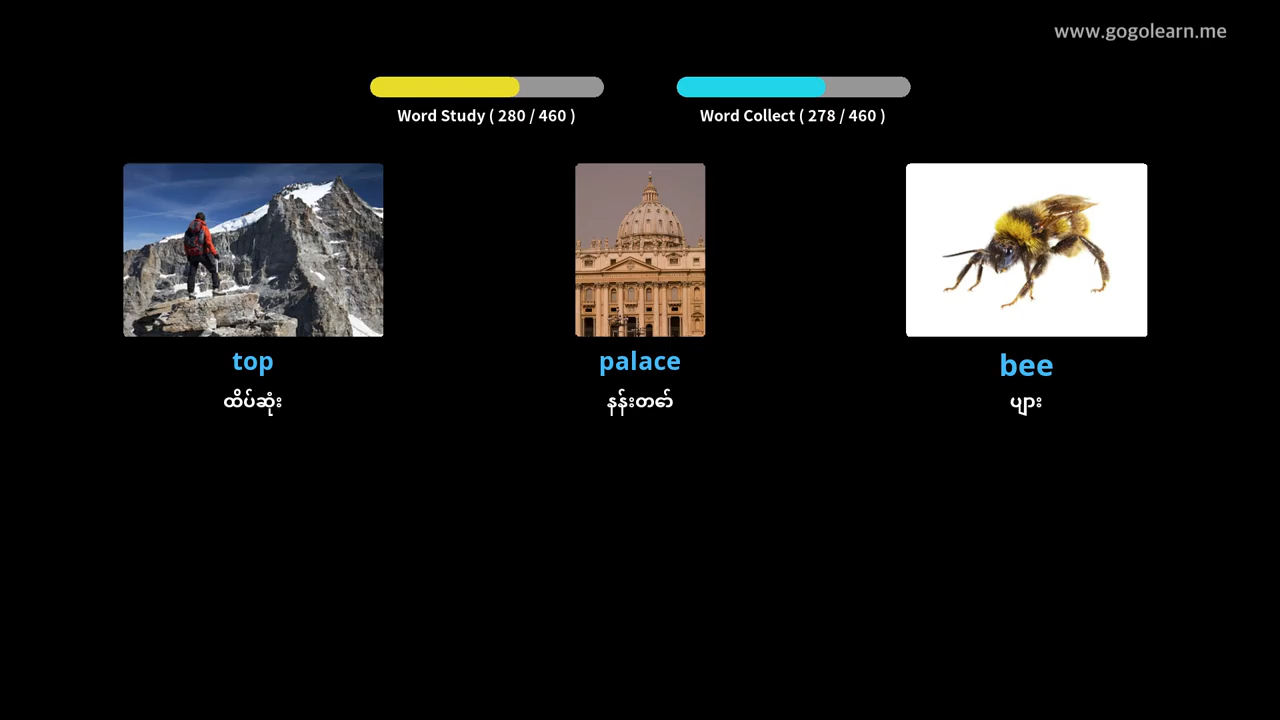 www.gogolearn.me
Word Study ( 280 / 460 )
Word Collect ( 278 / 460 )
top
palace
bee
ထိပ်ဆုံး
နန်းတော်
ပျား